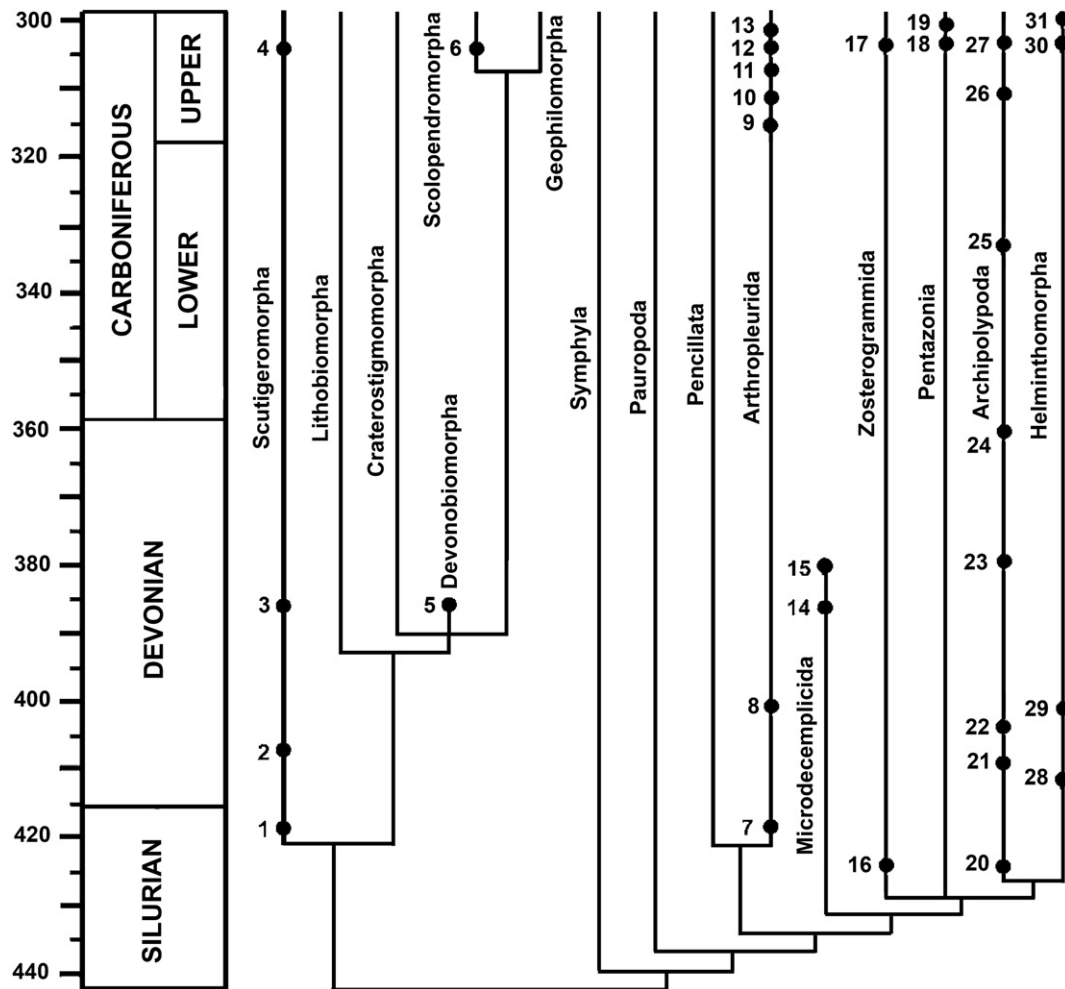 300
320
340
360
380
400
420
440
CARBONIFEROUS
UPPER
LOWER
DEVONIAN
SILURIAN
Scutigeromorpha
Lithobiomorpha
Craterostigmomorpha
Devonobiomorpha
Scolopendromorpha
Geophilomorpha
Symphyla
Pauropoda
Pencillata
Arthropleurida
Microdecemplicida
Zosterogrammida
Pentazonia
Archipolypoda
Helminthomorpha
4
3
2
1
5
6
13
12
11
10
9
8
7
15
14
17
16
19
18
27
26
25
24
23
22
21
20
31
30
29
28